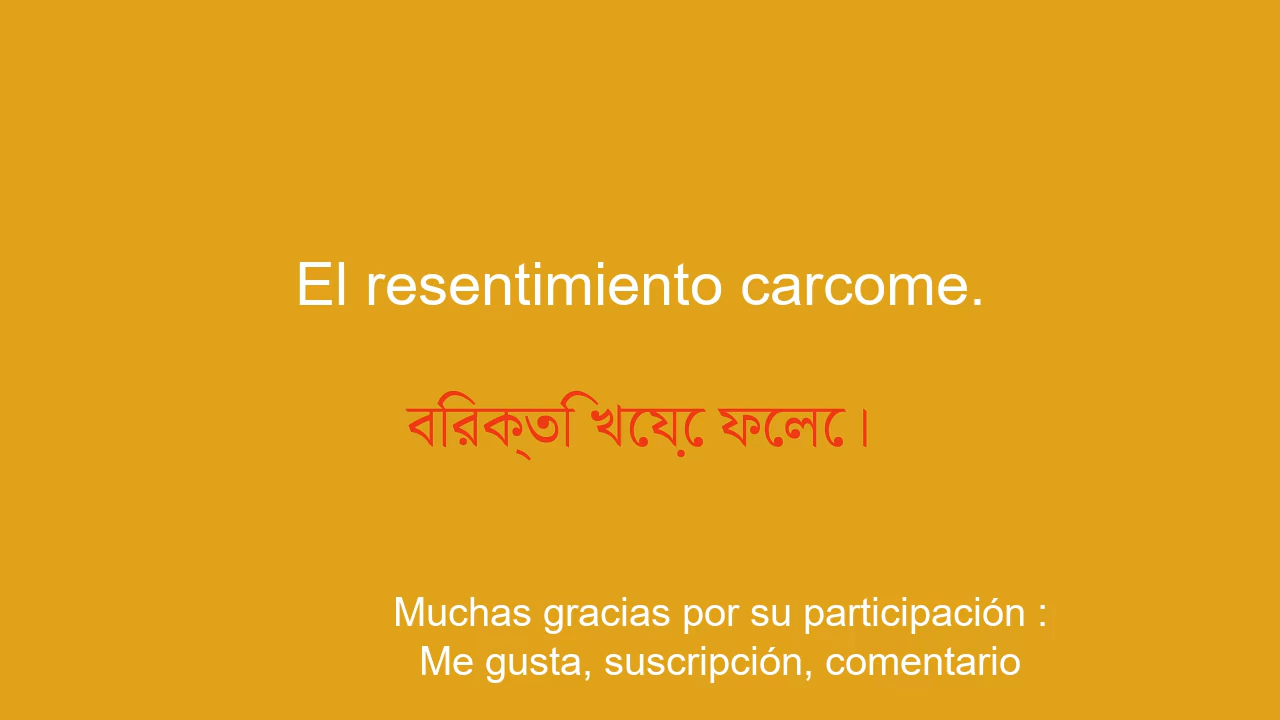 El resentimiento carcome.
বিরক্তি খেয়ে ফেলে।
Muchas gracias por su participación :
Me gusta, suscripción, comentario